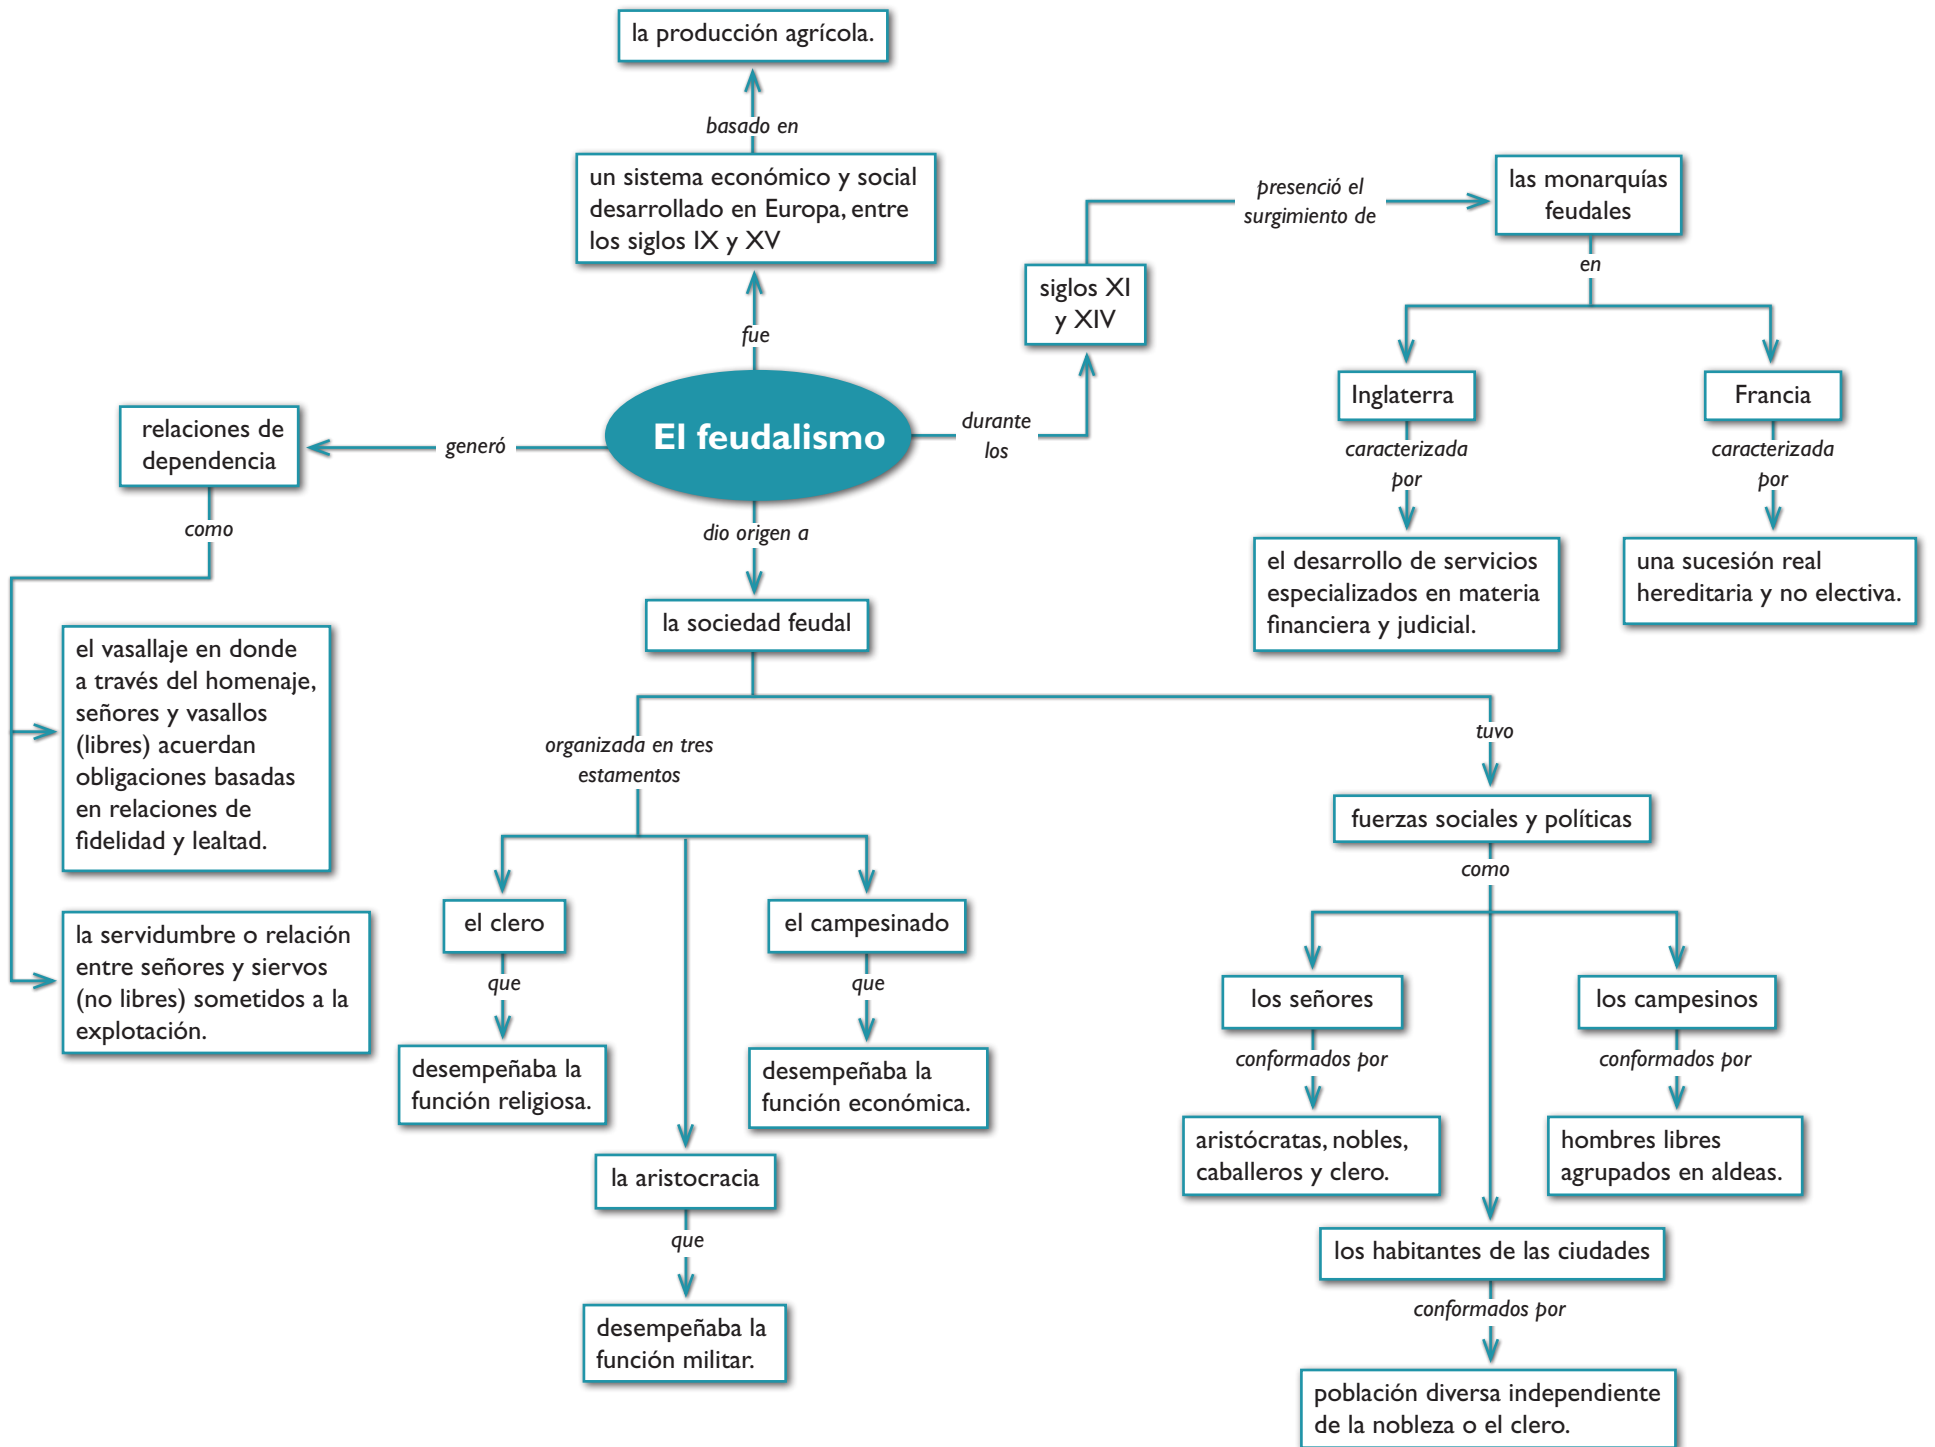 la producción agrícola.
basado en
un sistema económico y social
desarrollado en Europa, entre
los siglos IX y XV
fue
El feudalismo
durante
los
siglos XI
y XIV
presenció el
surgimiento de
las monarquías
feudales
en
Inglaterra
caracterizada
por
el desarrollo de servicios
especializados en materia
financiera y judicial.
Francia
caracterizada
por
una sucesión real
hereditaria y no electiva.
generó
relaciones de
dependencia
como
el vasallaje en donde
a través del homenaje,
señores y vasallos
(libres) acuerdan
obligaciones basadas
en relaciones de
fidelidad y lealtad.
la servidumbre o relación
entre señores y siervos
(no libres) sometidos a la
explotación.
dio origen a
la sociedad feudal
organizada en tres
estamentos
el clero
que
desempeñaba la
función religiosa.
la aristocracia
que
desempeñaba la
función militar.
el campesinado
que
desempeñaba la
función económica.
tuvo
fuerzas sociales y políticas
como
los señores
conformados por
aristócratas, nobles,
caballeros y clero.
los habitantes de las ciudades
conformados por
población diversa independiente
de la nobleza o el clero.
los campesinos
conformados por
hombres libres
agrupados en aldeas.